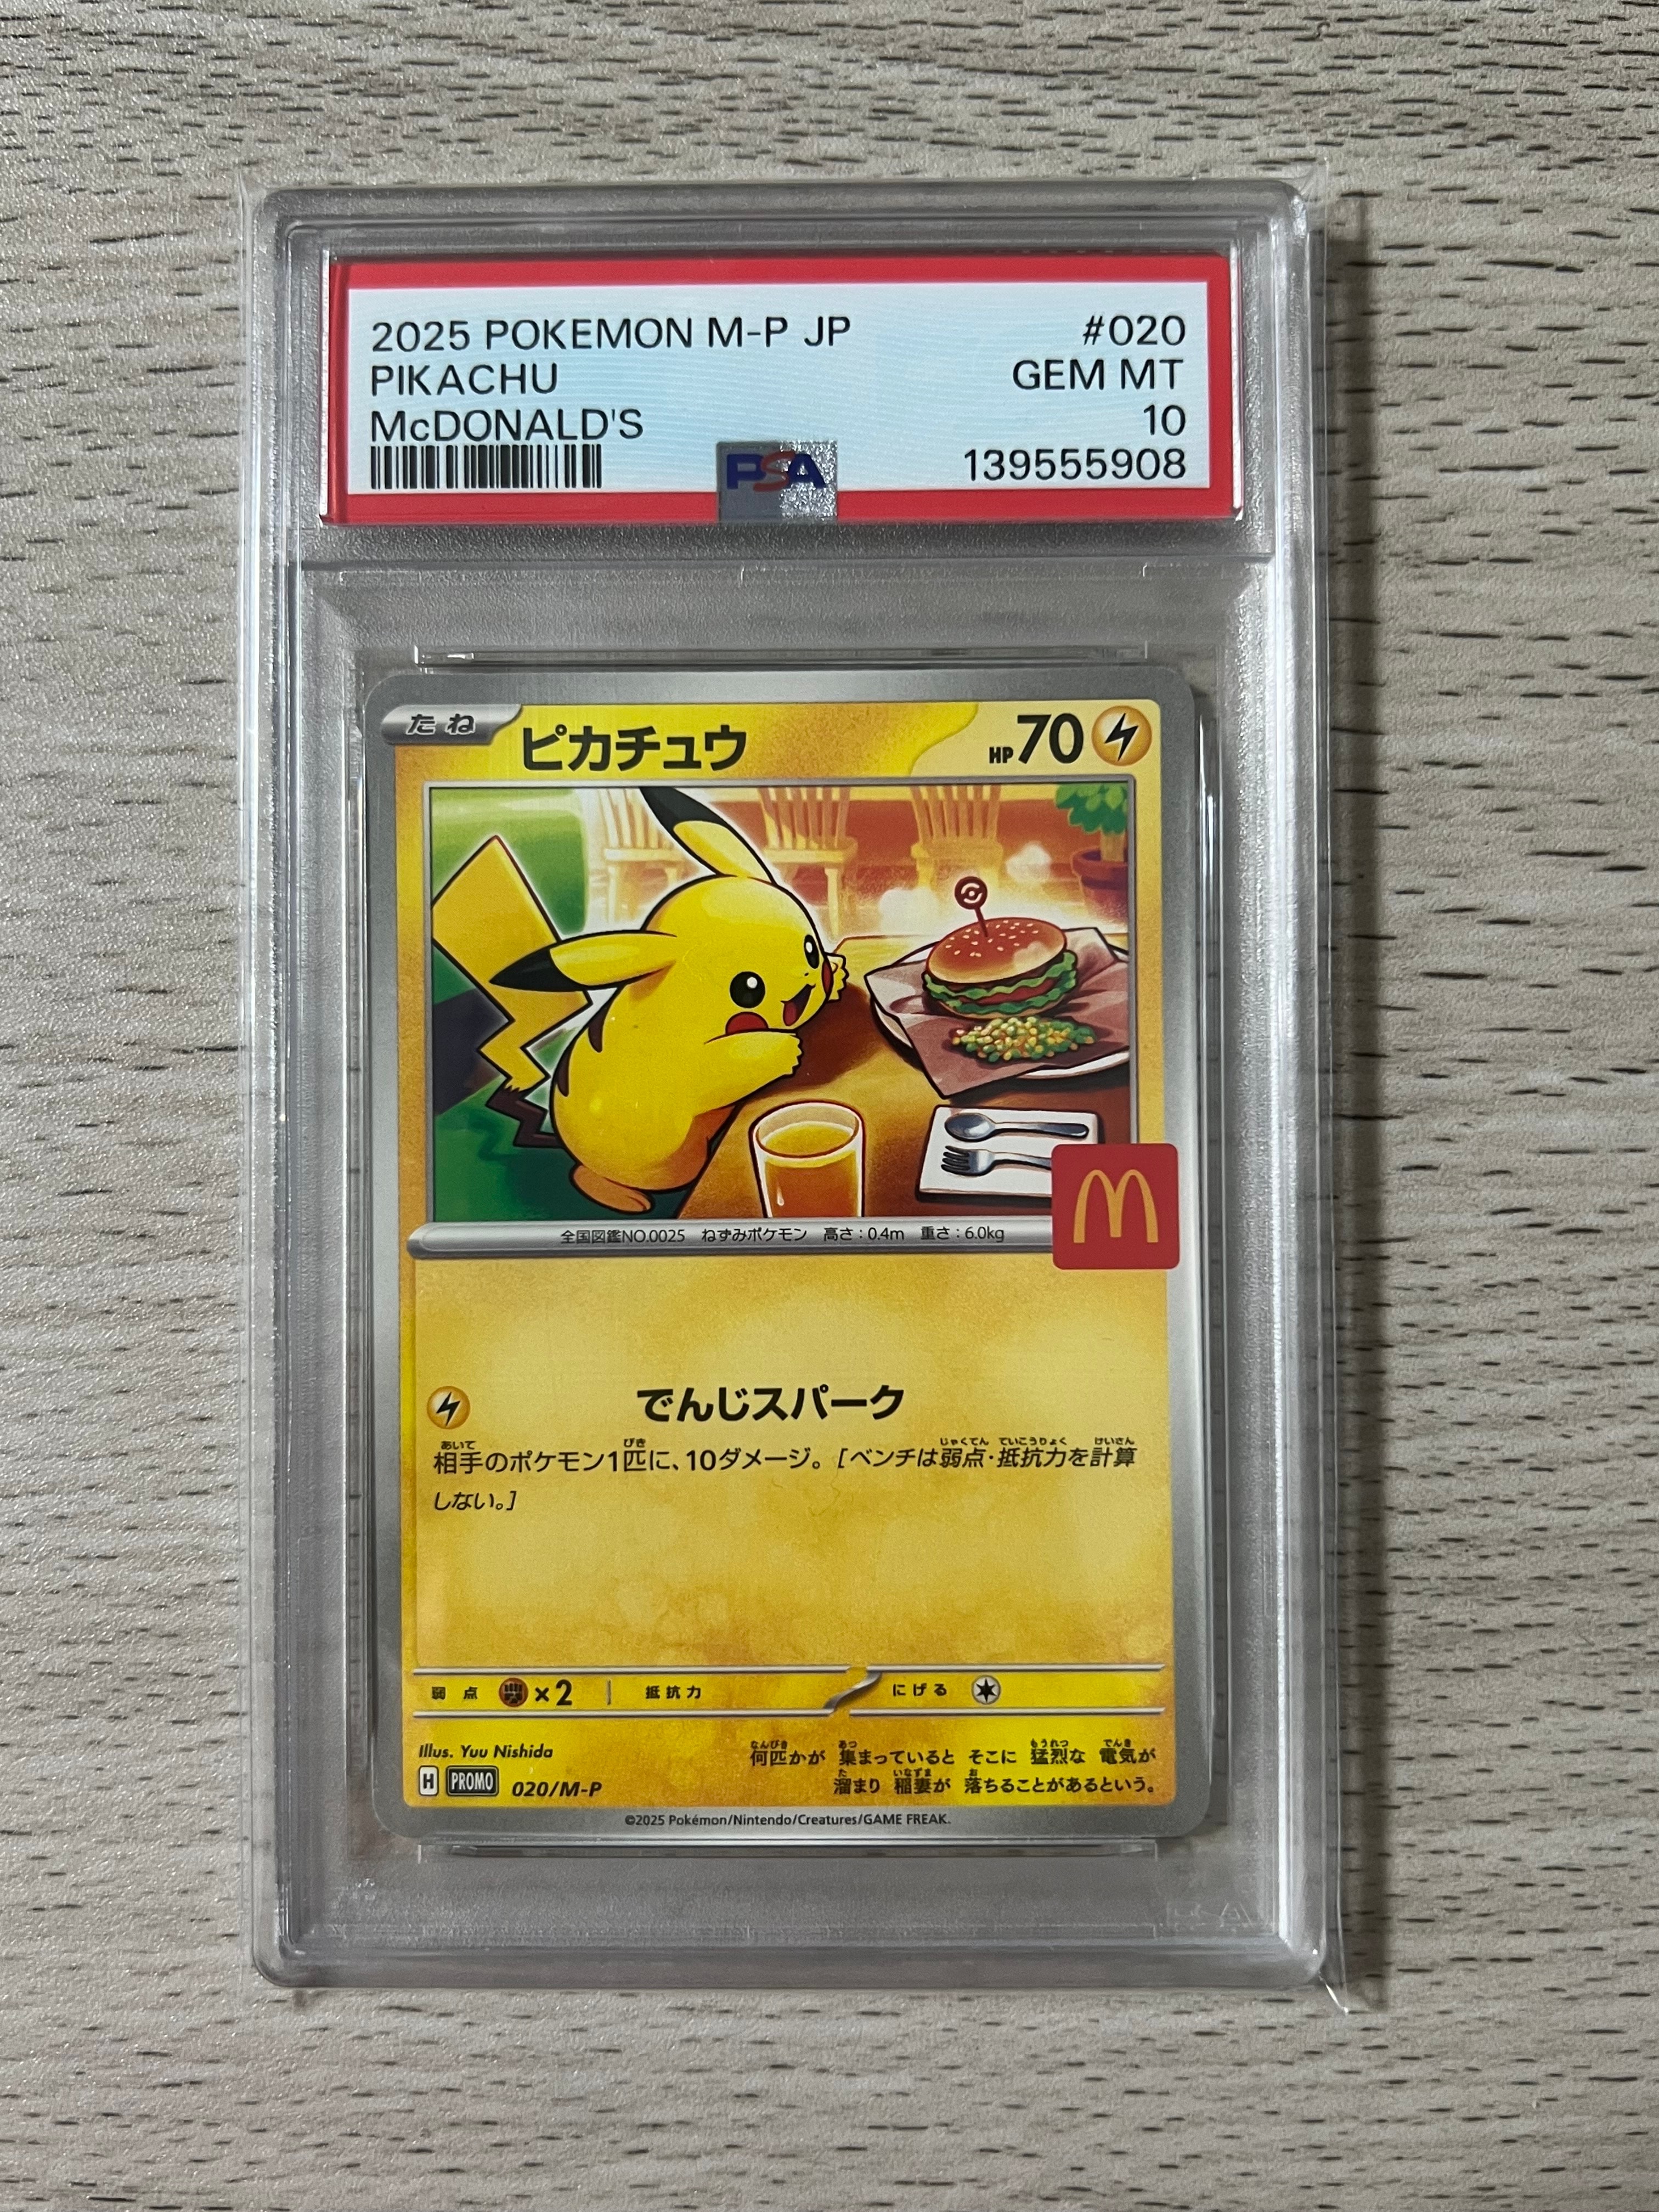 2025 POKEMON M-P JP #020
PIKACHU GEM MT
McDONALD'S 10
PSA 139555908
たね ピカチュウ HP70
全国図鑑NO.0025 ねずみポケモン 高さ：0.4m 重さ：6.0kg
でんじスパーク
相手のポケモン1匹に、10ダメージ。［ベンチは弱点・抵抗力を計算
しない。］
弱点 ×2 抵抗力 にげる
Illus. Yuu Nishida
H PROMO 020/M-P
何匹かが 集まっていると そこに 猛烈な 電気が
溜まり 稲妻が 落ちることがあるという。
©2025 Pokémon/Nintendo/Creatures/GAME FREAK.